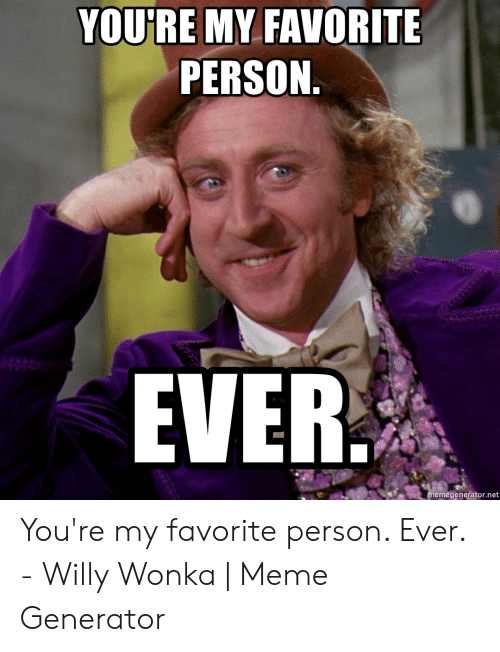 YOU'RE MY FAVORITE
PERSON.
EVER.
memegenerator.net
You're my favorite person. Ever.
- Willy Wonka | Meme
Generator